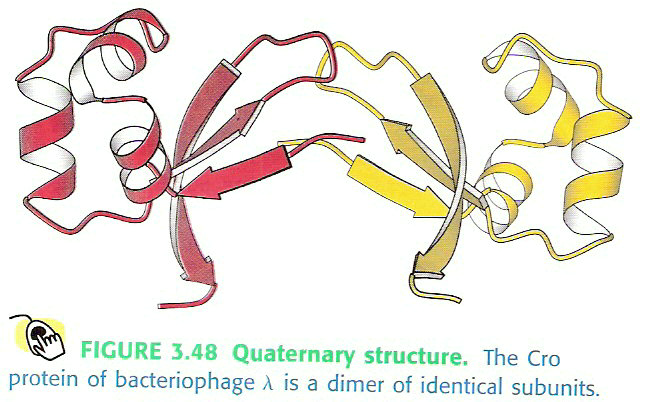 FIGURE 3.48 Quaternary structure. The Cro
protein of bacteriophage λ is a dimer of identical subunits.